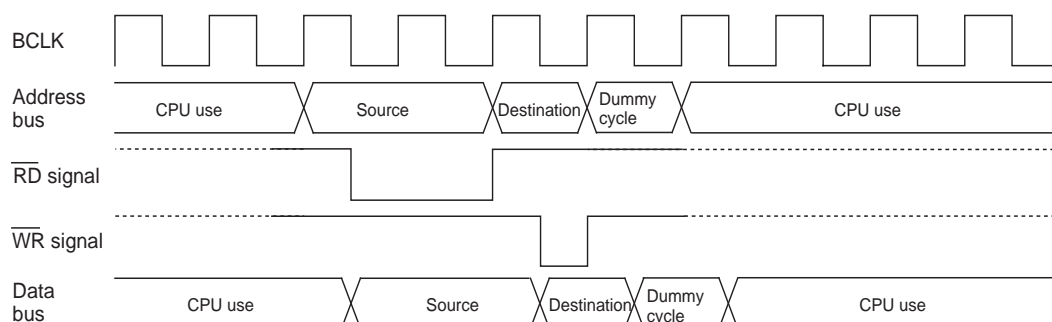 BCLK
Address
bus
CPU use
Source
Destination
Dummy
cycle
CPU use
RD signal
WR signal
Data
bus
CPU use
Source
Destination
Dummy
cycle
CPU use